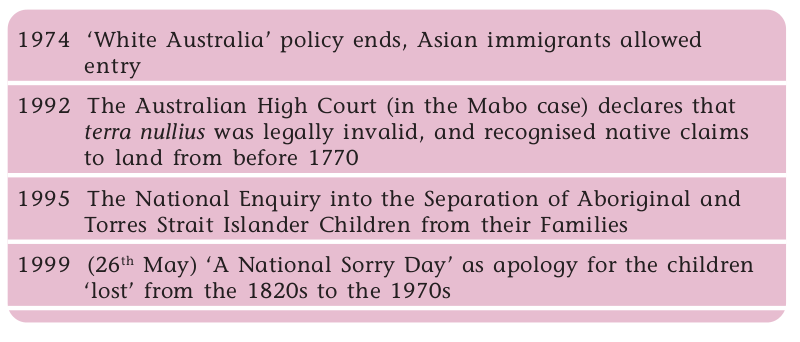 1974 ‘White Australia’ policy ends, Asian immigrants allowed
entry
1992 The Australian High Court (in the Mabo case) declares that
terra nullius was legally invalid, and recognised native claims
to land from before 1770
1995 The National Enquiry into the Separation of Aboriginal and
Torres Strait Islander Children from their Families
1999 (26th May) ‘A National Sorry Day’ as apology for the children
‘lost’ from the 1820s to the 1970s